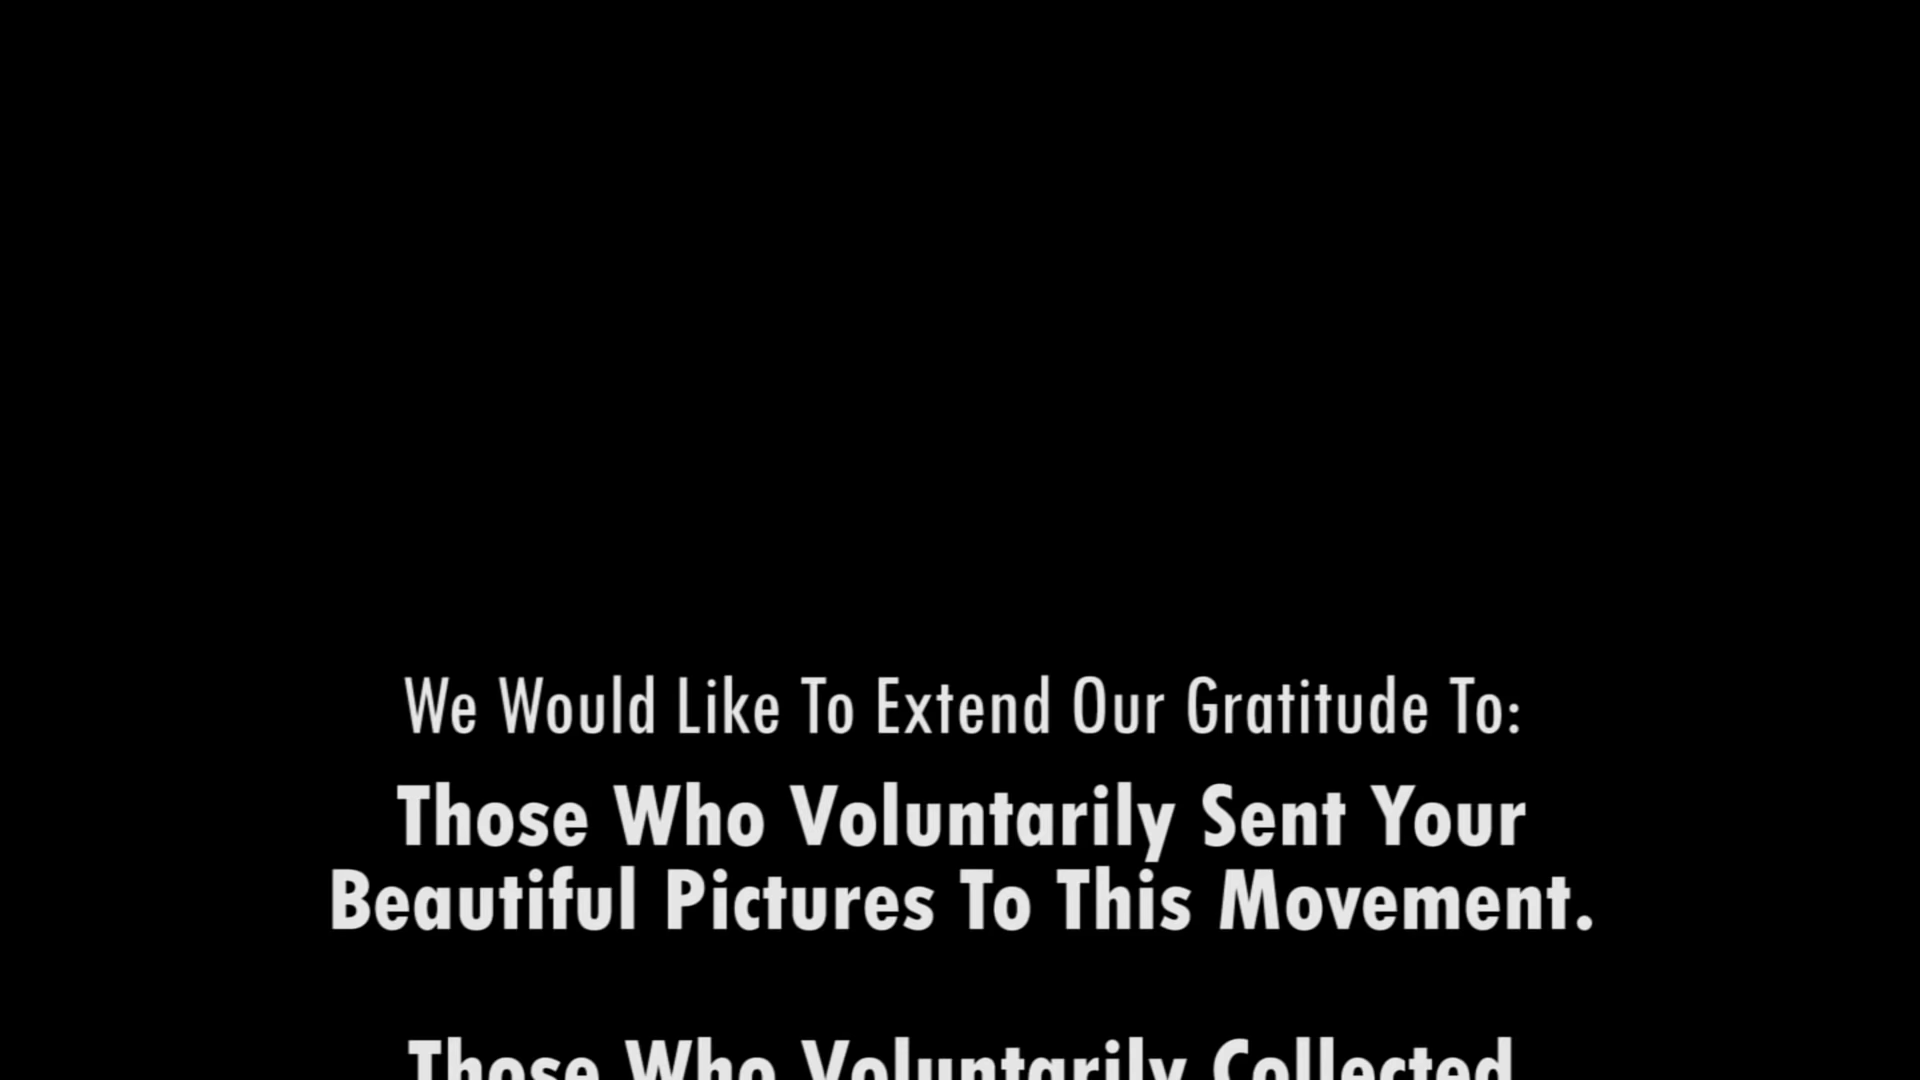 We Would Like To Extend Our Gratitude To:
Those Who Voluntarily Sent Your
Beautiful Pictures To This Movement.
Those Who Voluntarily Collected